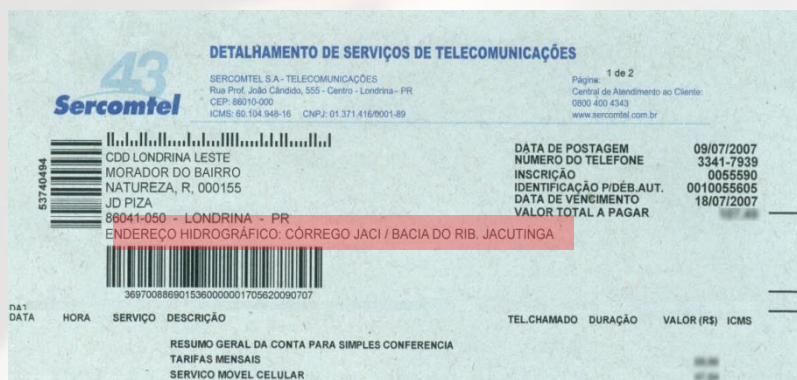 43
Sercomtel
DETALHAMENTO DE SERVIÇOS DE TELECOMUNICAÇÕES
SERCOMTEL S.A - TELECOMUNICAÇÕES
Rua Prof. João Cândido, 555 - Centro - Londrina - PR
CEP: 86010-000
ICMS: 60.104.948-16 CNPJ: 01.371.416/0001-89
Página: 1 de 2
Central de Atendimento ao Cliente:
0800 400 4343
www.sercomtel.com.br
53740494
CDD LONDRINA LESTE
MORADOR DO BAIRRO
NATUREZA, R, 000155
JD PIZA
86041-050 - LONDRINA - PR
ENDEREÇO HIDROGRÁFICO: CÓRREGO JACI / BACIA DO RIB. JACUTINGA
DATA DE POSTAGEM 09/07/2007
NÚMERO DO TELEFONE 3341-7939
INSCRIÇÃO 0055590
IDENTIFICAÇÃO P/DÉB.AUT. 0010055605
DATA DE VENCIMENTO 18/07/2007
VALOR TOTAL A PAGAR
3697008869015360000001705620090707
DATA HORA SERVIÇO DESCRIÇÃO TEL.CHAMADO DURAÇÃO VALOR (R$) ICMS
RESUMO GERAL DA CONTA PARA SIMPLES CONFERENCIA
TARIFAS MENSAIS
SERVICO MOVEL CELULAR